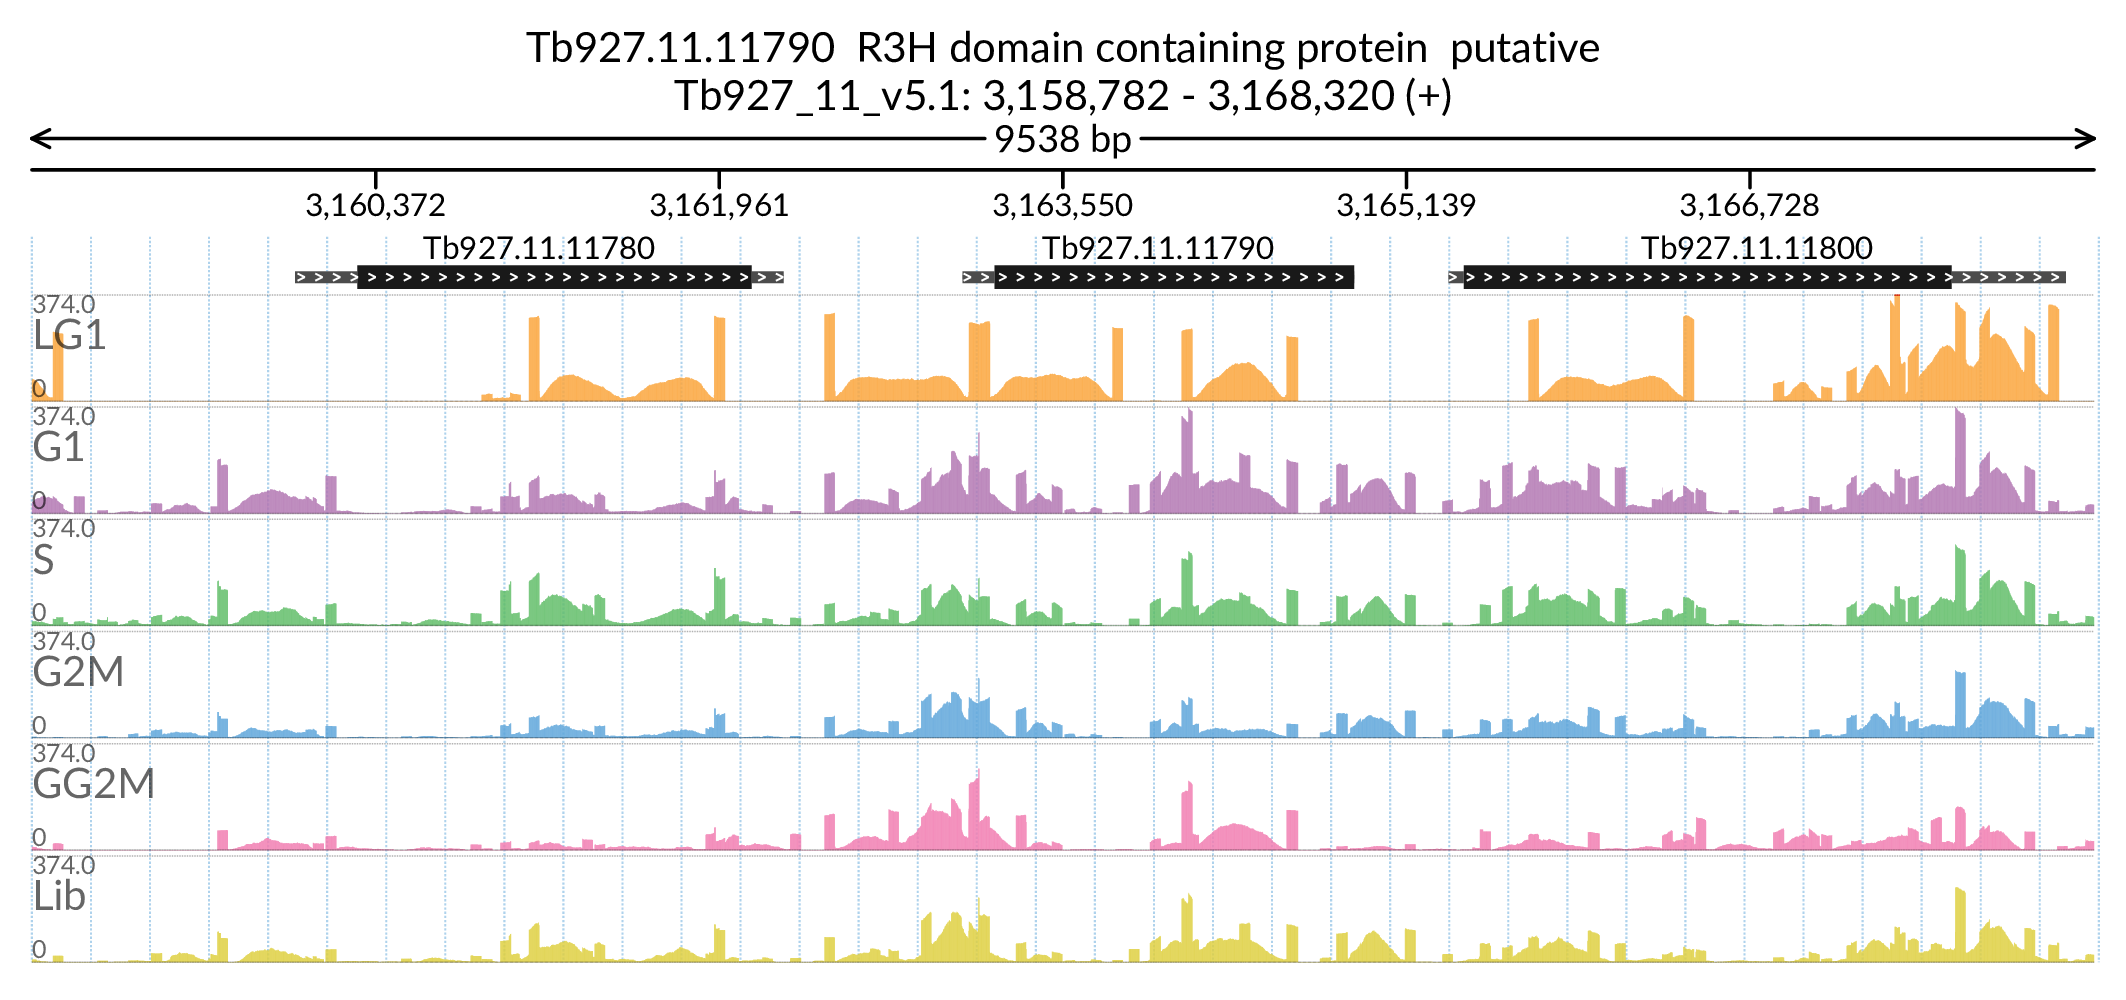 Tb927.11.11790  R3H domain containing protein  putative
Tb927_11_v5.1: 3,158,782 - 3,168,320 (+)
9538 bp
3,160,372 3,161,961 3,163,550 3,165,139 3,166,728
Tb927.11.11780 Tb927.11.11790 Tb927.11.11800
374.0
LG1
0
374.0
G1
0
374.0
S
0
374.0
G2M
0
374.0
GG2M
0
374.0
Lib
0